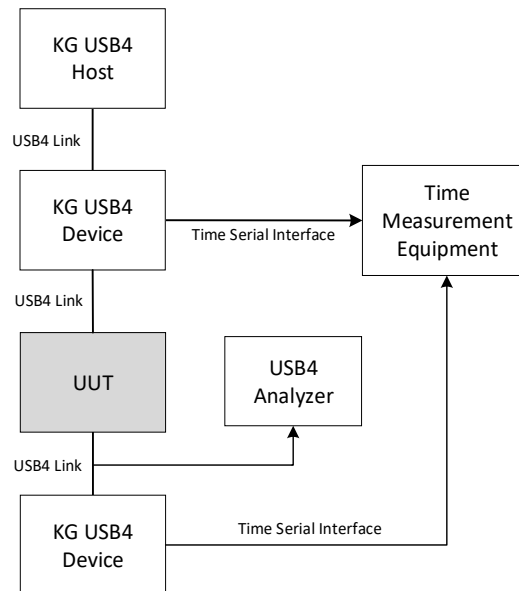 KG USB4
Host
USB4 Link
KG USB4
Device
Time Serial Interface
Time
Measurement
Equipment
USB4 Link
UUT
USB4
Analyzer
USB4 Link
KG USB4
Device
Time Serial Interface